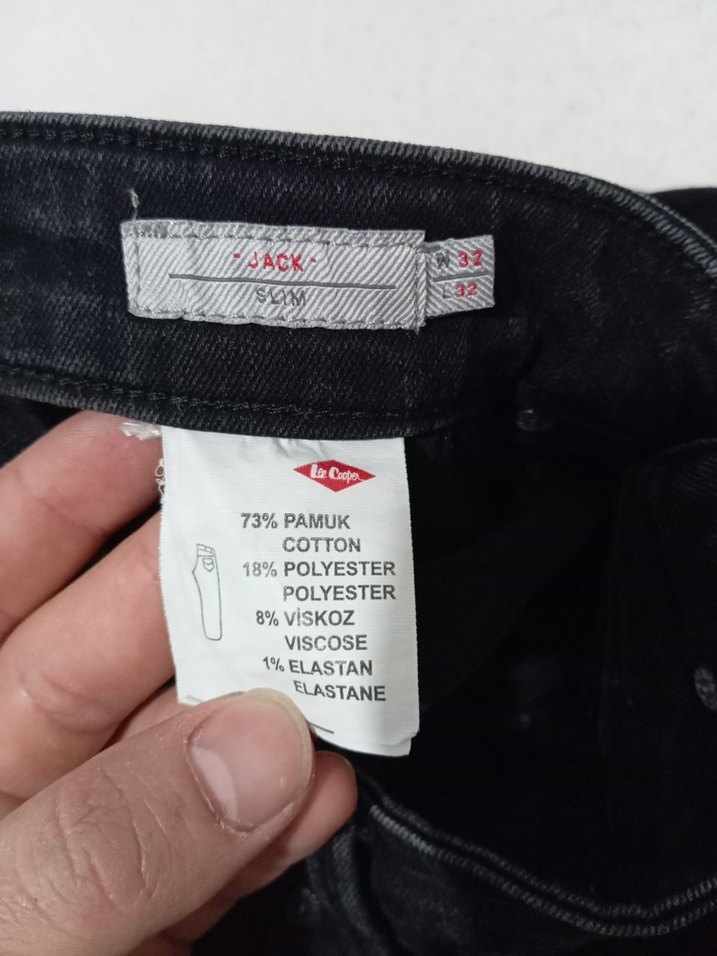 - JACK -
SLIM
W 32
L 32
Lee Cooper
73% PAMUK
COTTON
18% POLYESTER
POLYESTER
8% VİSKOZ
VISCOSE
1% ELASTAN
ELASTANE